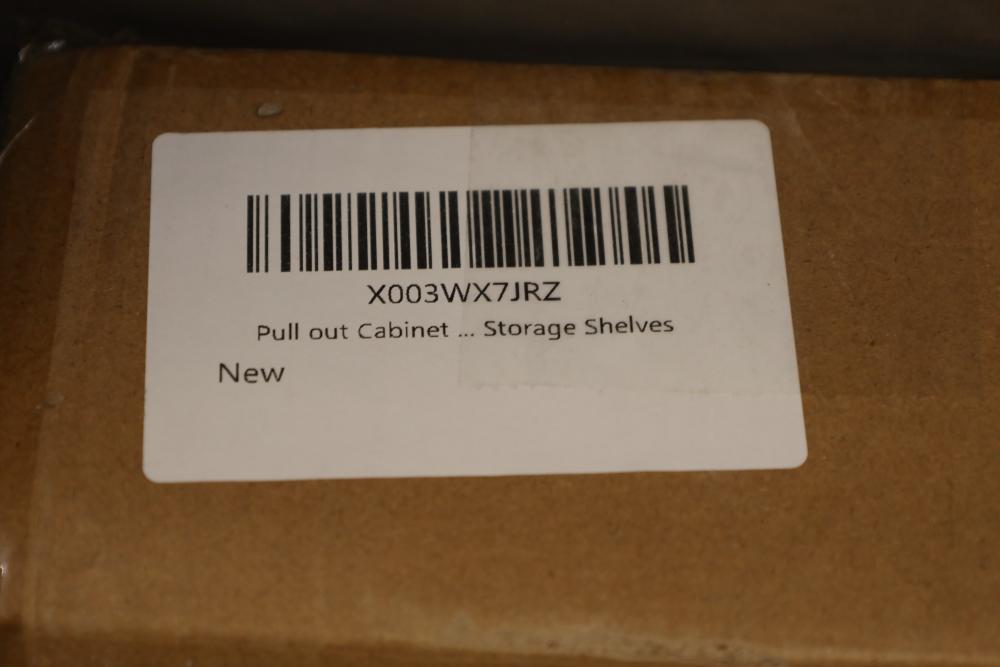 X003WX7JRZ
Pull out Cabinet ... Storage Shelves
New